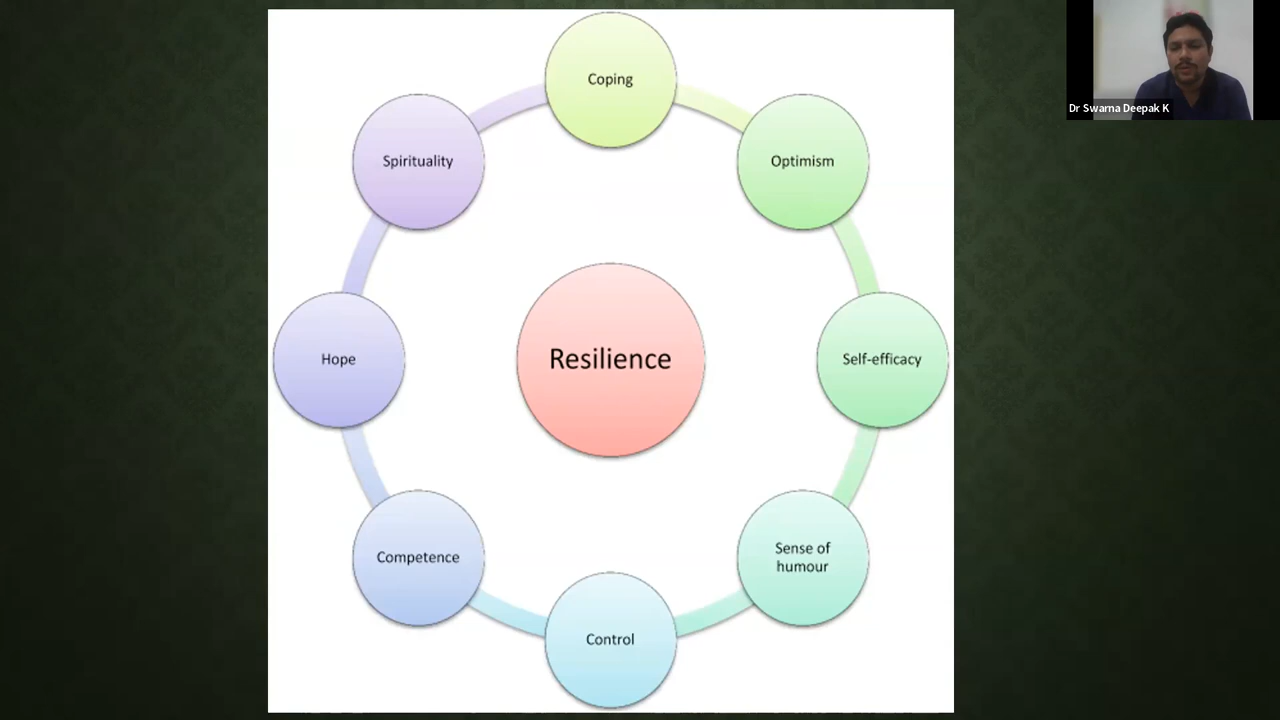 Coping
Dr Swarna Deepak K
Spirituality
Optimism
Hope
Resilience
Self-efficacy
Competence
Sense of
humour
Control